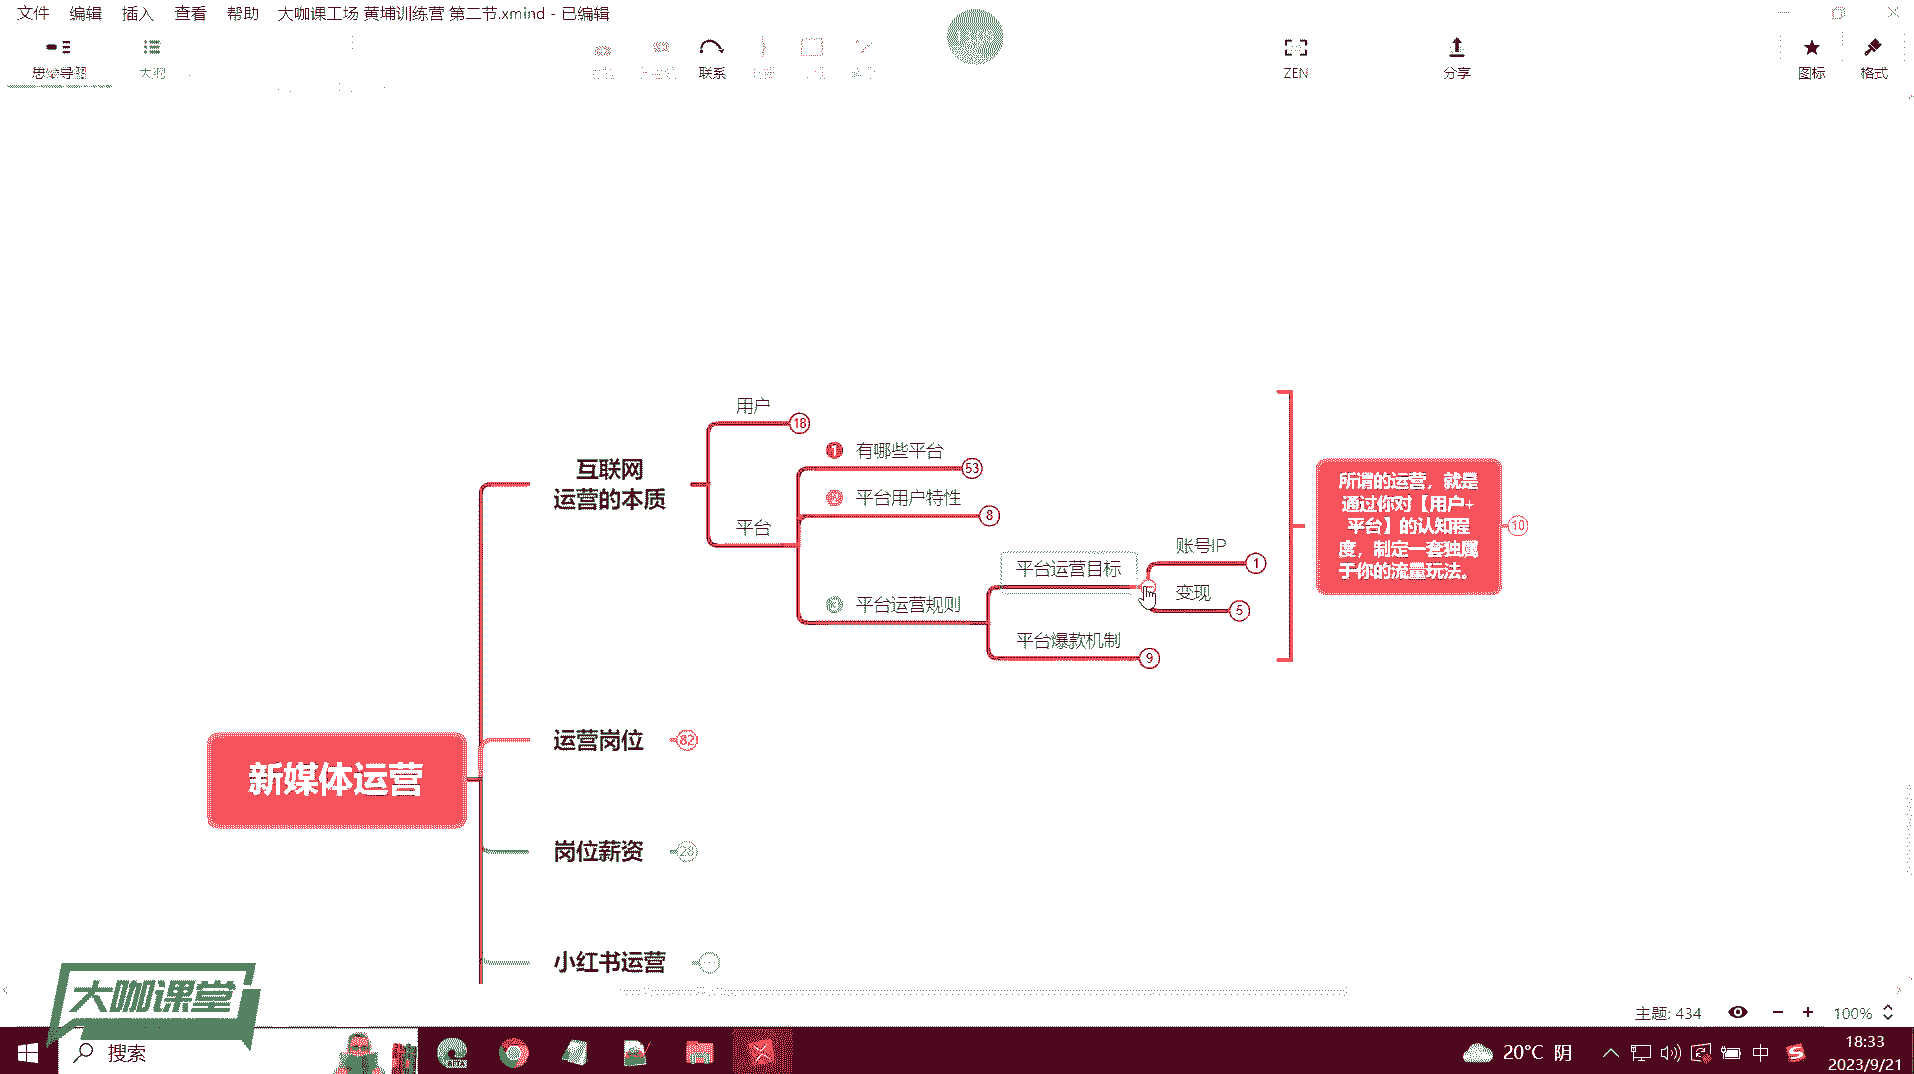 文件 编辑 插入 查看 帮助 大咖课工场 黄埔训练营 第二节.xmind - 已编辑
思维导图 大纲 联系 ZEN 分享 图标 格式
用户 18
❶ 有哪些平台 53
❷ 平台用户特性 8
互联网
运营的本质
平台
账号IP 1
平台运营目标
变现 5
❸ 平台运营规则
平台爆款机制 9
所谓的运营，就是
通过你对【用户+
平台】的认知程
度，制定一套独属
于你的流量玩法。
10
运营岗位 82
新媒体运营
岗位薪资 28
小红书运营
大咖课堂
主题: 434 100%
搜索
20°C 阴
中
18:33
2023/9/21